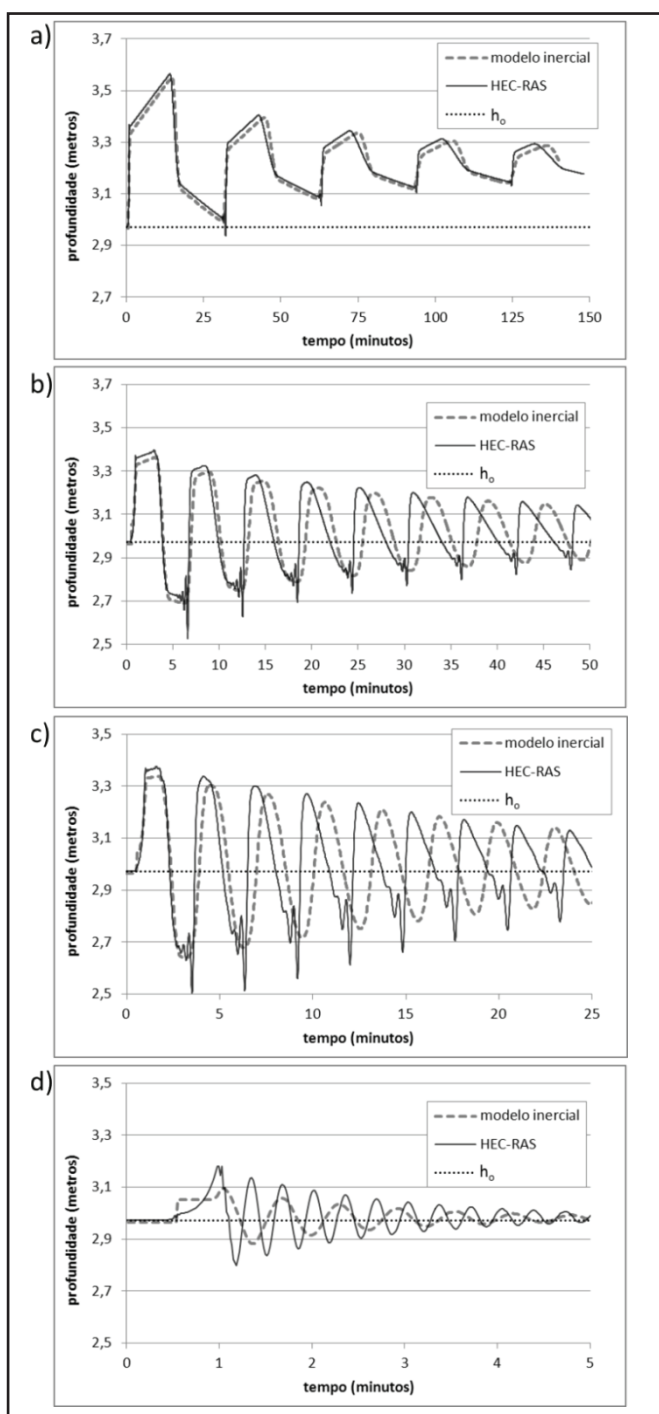 a)
profundidade (metros)
3,7
3,5
3,3
3,1
2,9
2,7
modelo inercial
HEC-RAS
ho
0 25 50 75 100 125 150
tempo (minutos)
b)
profundidade (metros)
3,7
3,5
3,3
3,1
2,9
2,7
2,5
modelo inercial
HEC-RAS
ho
0 5 10 15 20 25 30 35 40 45 50
tempo (minutos)
c)
profundidade (metros)
3,5
3,3
3,1
2,9
2,7
2,5
modelo inercial
HEC-RAS
ho
0 5 10 15 20 25
tempo (minutos)
d)
profundidade (metros)
3,5
3,3
3,1
2,9
2,7
2,5
modelo inercial
HEC-RAS
ho
0 1 2 3 4 5
tempo (minutos)